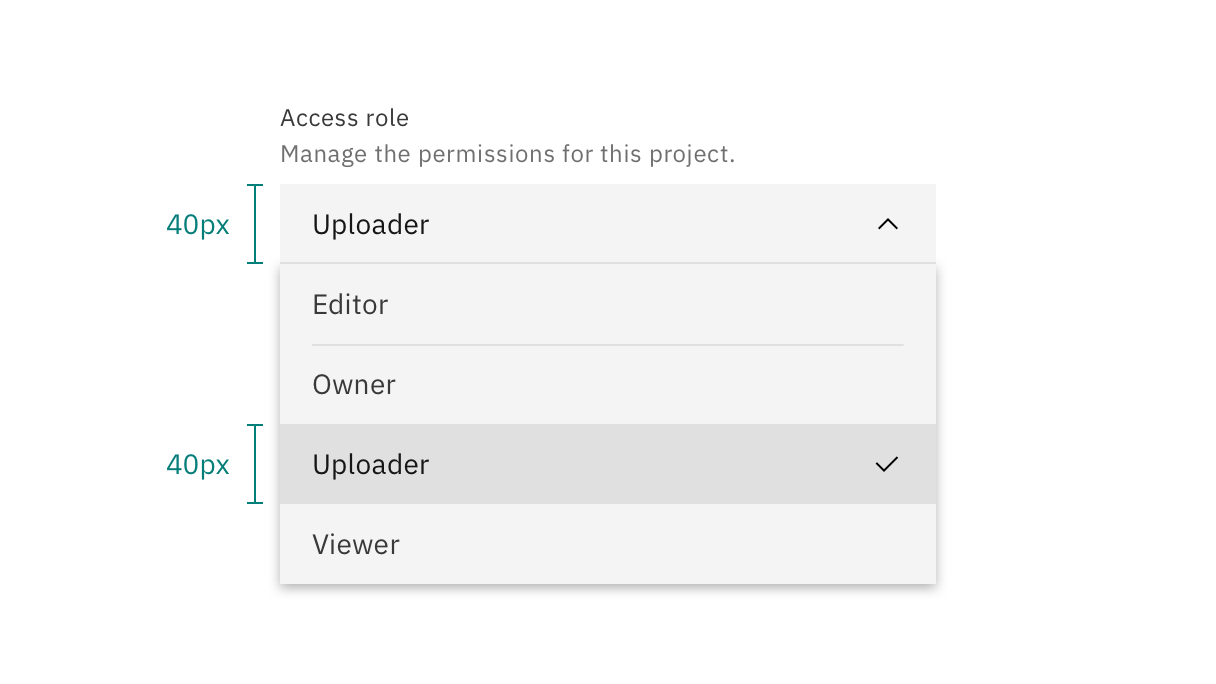 Access role
Manage the permissions for this project.
40px
Uploader
Editor
Owner
40px
Uploader
Viewer